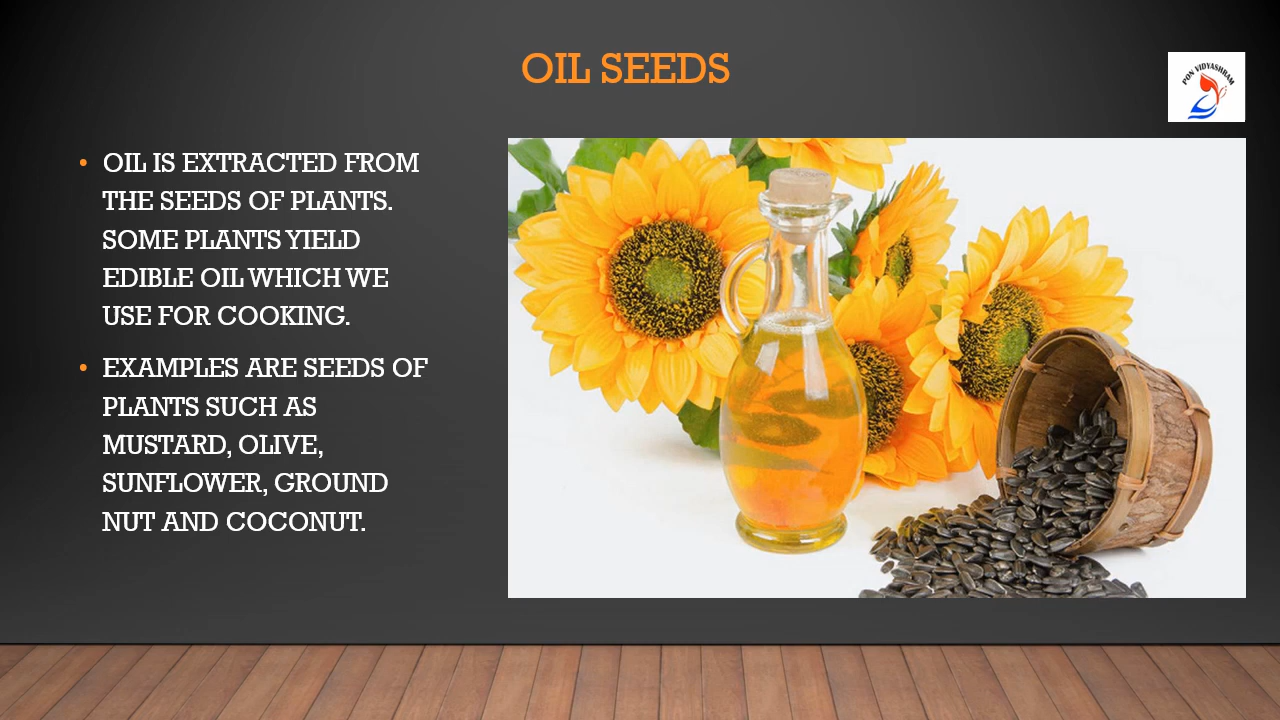 OIL SEEDS
PON VIDYASHRAM
• OIL IS EXTRACTED FROM
THE SEEDS OF PLANTS.
SOME PLANTS YIELD
EDIBLE OIL WHICH WE
USE FOR COOKING.
• EXAMPLES ARE SEEDS OF
PLANTS SUCH AS
MUSTARD, OLIVE,
SUNFLOWER, GROUND
NUT AND COCONUT.